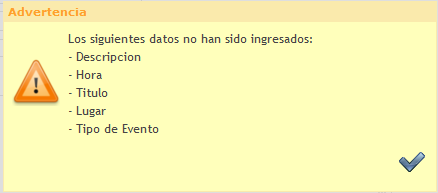 Advertencia
Los siguientes datos no han sido ingresados:
- Descripcion
- Hora
- Titulo
- Lugar
- Tipo de Evento